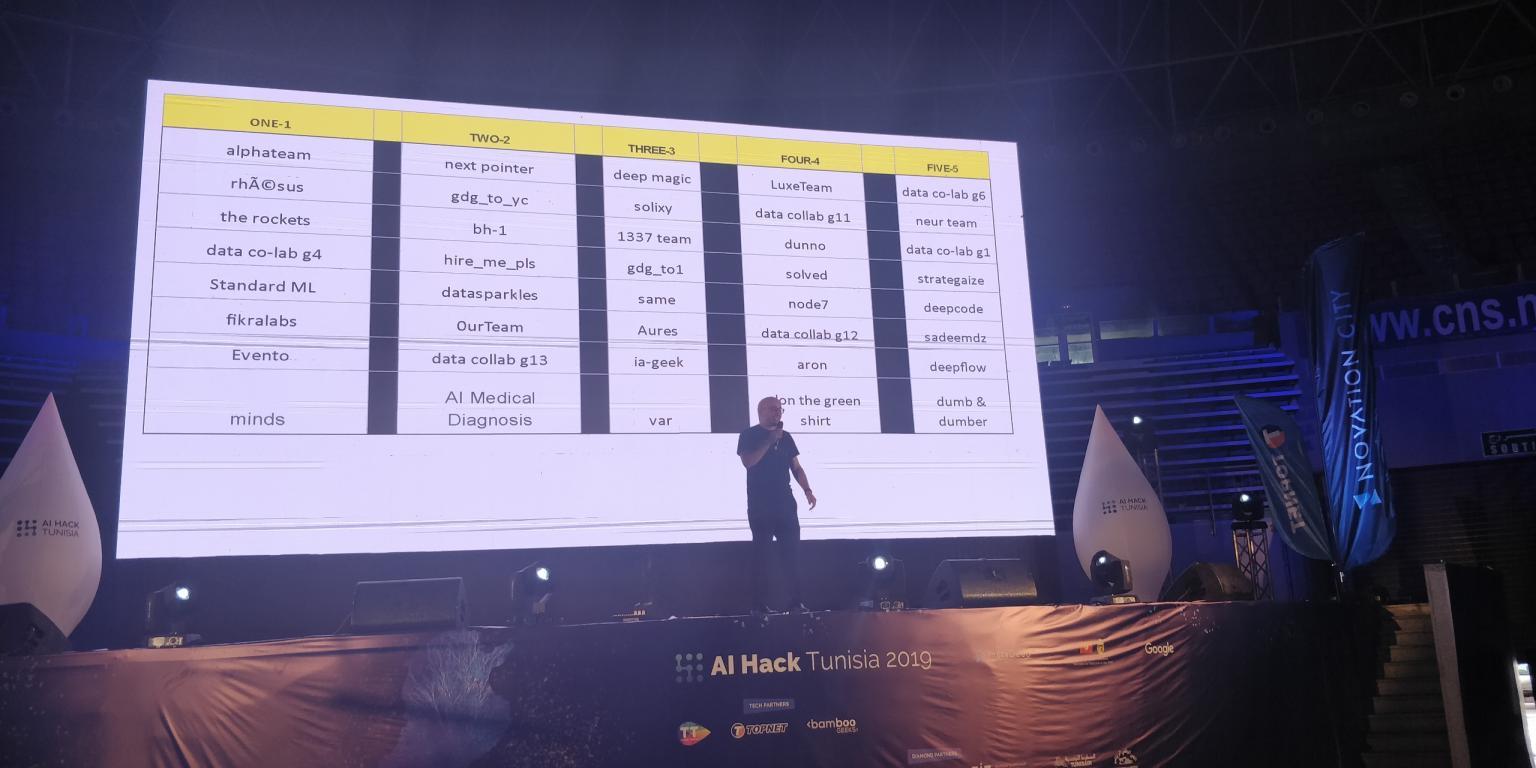 ONE-1 TWO-2 THREE-3 FOUR-4 FIVE-5
alphateam next pointer deep magic LuxeTeam data co-lab g6
rhÃ©sus gdg_to_yc solixy data collab g11 neur team
the rockets bh-1 1337 team dunno data co-lab g1
data co-lab g4 hire_me_pls gdg_to1 solved strategaize
Standard ML datasparkles same node7 deepcode
fikralabs OurTeam Aures data collab g12 sadeemdz
Evento data collab g13 ia-geek aron deepflow
minds AI Medical Diagnosis var on the green shirt dumb & dumber
www.cns.n
NOVATION CITY
TOPNET
SOUTH
AI HACK
TUNISIA
AI HACK
TUNISIA
AI Hack Tunisia 2019
Google
TECH PARTNERS
TT
TOPNET
<bamboo
GEEKS/>
DIAMOND PARTNERS